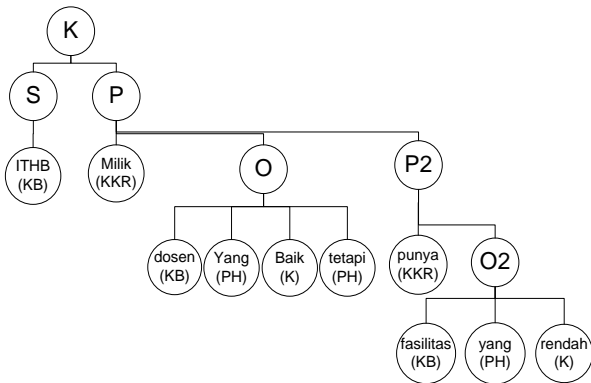 K
S
P
ITHB
(KB)
Milik
(KKR)
O
P2
dosen
(KB)
Yang
(PH)
Baik
(K)
tetapi
(PH)
punya
(KKR)
O2
fasilitas
(KB)
yang
(PH)
rendah
(K)